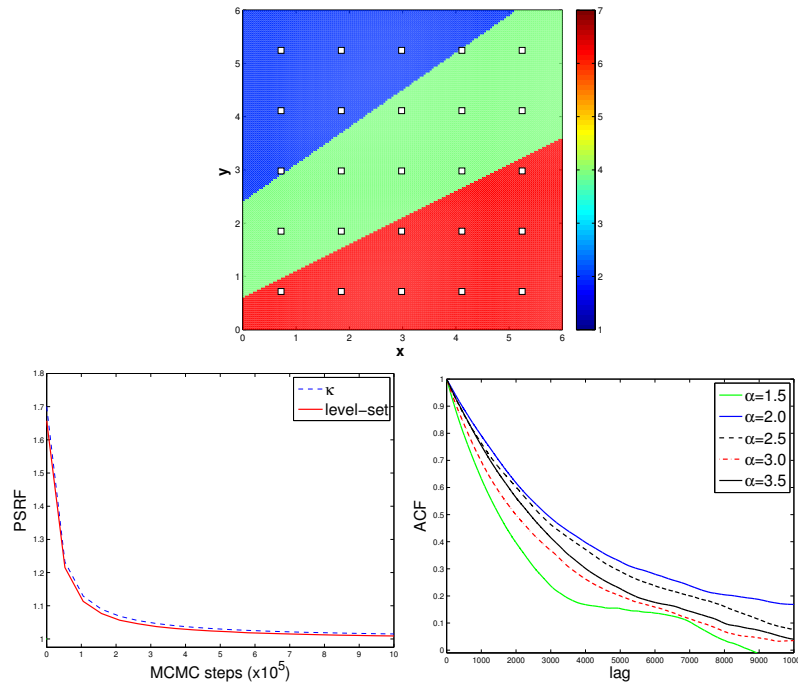 6
5
4
3
2
1
0
y
0 1 2 3 4 5 6
x
7
6
5
4
3
2
1
1.8
1.7
1.6
1.5
1.4
1.3
1.2
1.1
1
PSRF
0 1 2 3 4 5 6 7 8 9 10
MCMC steps (x10⁵)
κ
level−set
1
0.9
0.8
0.7
0.6
0.5
0.4
0.3
0.2
0.1
0
ACF
0 1000 2000 3000 4000 5000 6000 7000 8000 9000 10000
lag
α=1.5
α=2.0
α=2.5
α=3.0
α=3.5